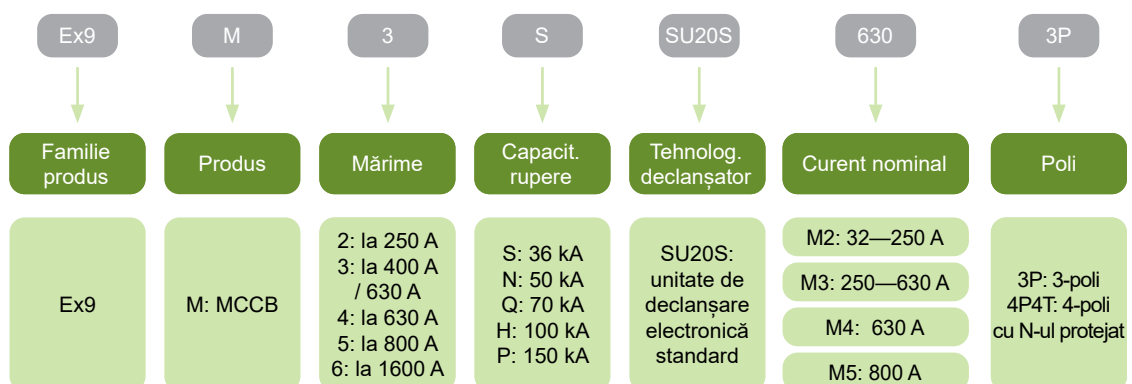 Ex9
M
3
S
SU20S
630
3P
Familie
produs
Produs
Mărime
Capacit.
rupere
Tehnolog.
declanșator
Curent nominal
Poli
Ex9
M: MCCB
2: la 250 A
3: la 400 A
/ 630 A
4: la 630 A
5: la 800 A
6: la 1600 A
S: 36 kA
N: 50 kA
Q: 70 kA
H: 100 kA
P: 150 kA
SU20S:
unitate de
declanșare
electronică
standard
M2: 32—250 A
M3: 250—630 A
M4: 630 A
M5: 800 A
3P: 3-poli
4P4T: 4-poli
cu N-ul protejat